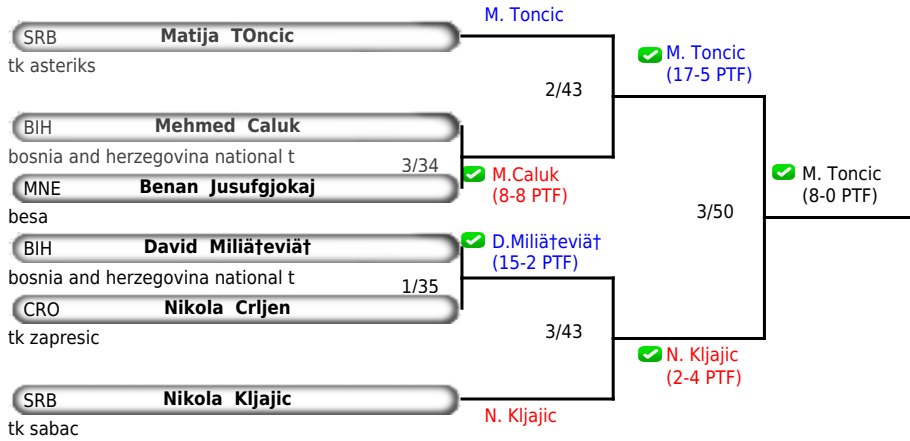 M. Toncic
SRB Matija TOncic
tk asteriks
M. Toncic
(17-5 PTF)
2/43
BIH Mehmed Caluk
bosnia and herzegovina national t
3/34
M.Caluk
(8-8 PTF)
MNE Benan Jusufgjokaj
besa
M. Toncic
(8-0 PTF)
3/50
BIH David Miliä†eviä†
bosnia and herzegovina national t
D.Miliä†eviä†
(15-2 PTF)
1/35
CRO Nikola Crljen
tk zapresic
3/43
N. Kljajic
(2-4 PTF)
SRB Nikola Kljajic
tk sabac
N. Kljajic